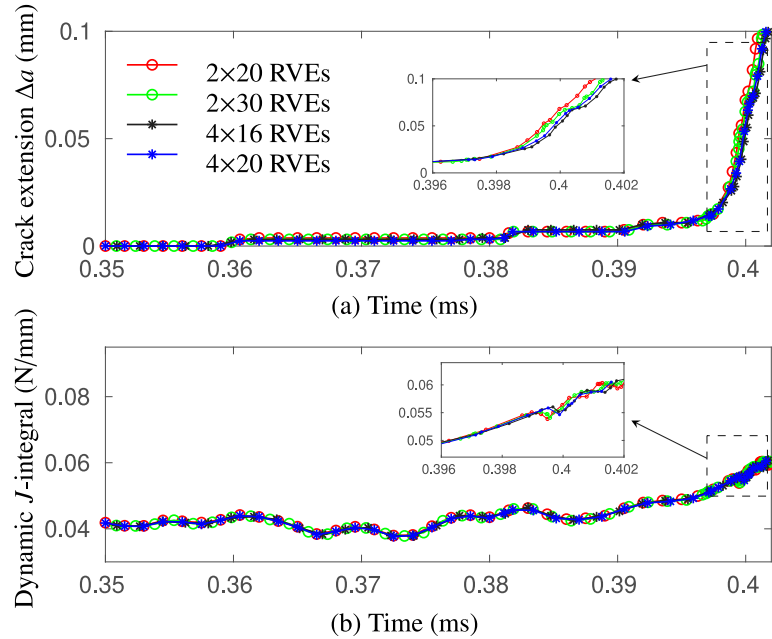 Crack extension Δa (mm)
0.1
0.05
0
2×20 RVEs
2×30 RVEs
4×16 RVEs
4×20 RVEs
0.1
0.05
0
0.396 0.398 0.4 0.402
0.35 0.36 0.37 0.38 0.39 0.4
(a) Time (ms)
Dynamic J-integral (N/mm)
0.08
0.06
0.04
0.06
0.055
0.05
0.396 0.398 0.4 0.402
0.35 0.36 0.37 0.38 0.39 0.4
(b) Time (ms)